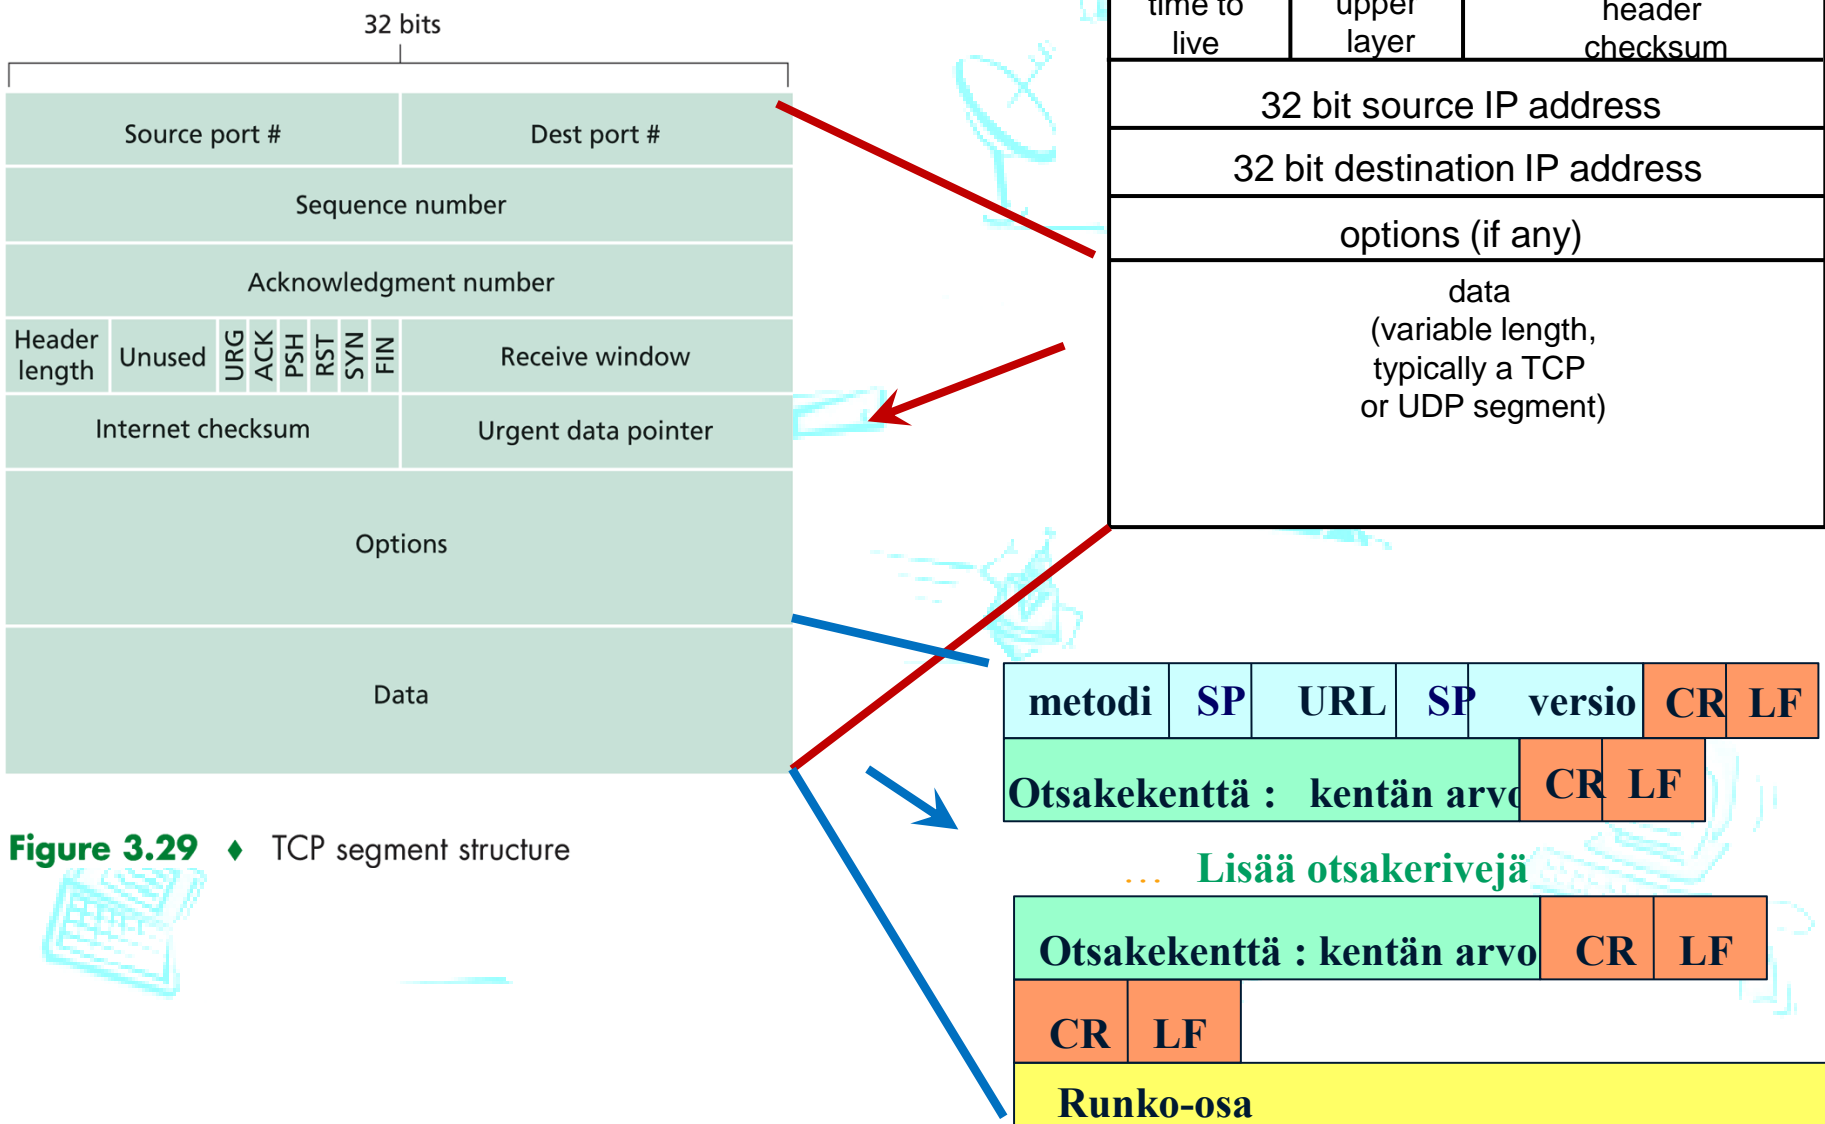 32 bits
Source port #
Dest port #
Sequence number
Acknowledgment number
Header
length
Unused
URG
ACK
PSH
RST
SYN
FIN
Receive window
Internet checksum
Urgent data pointer
Options
Data
Figure 3.29 ♦ TCP segment structure
time to
live
upper
layer
header
checksum
32 bit source IP address
32 bit destination IP address
options (if any)
data
(variable length,
typically a TCP
or UDP segment)
metodi SP URL SP versio CR LF
Otsakekenttä : kentän arvo CR LF
... Lisää otsakerivejä
Otsakekenttä : kentän arvo CR LF
CR LF
Runko-osa